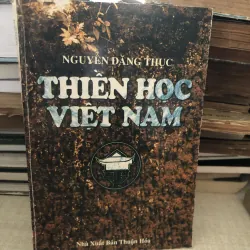 NGUYỄN ĐĂNG THỤC
THIỀN HỌC
VIỆT NAM
Nhà Xuất Bản Thuận Hóa